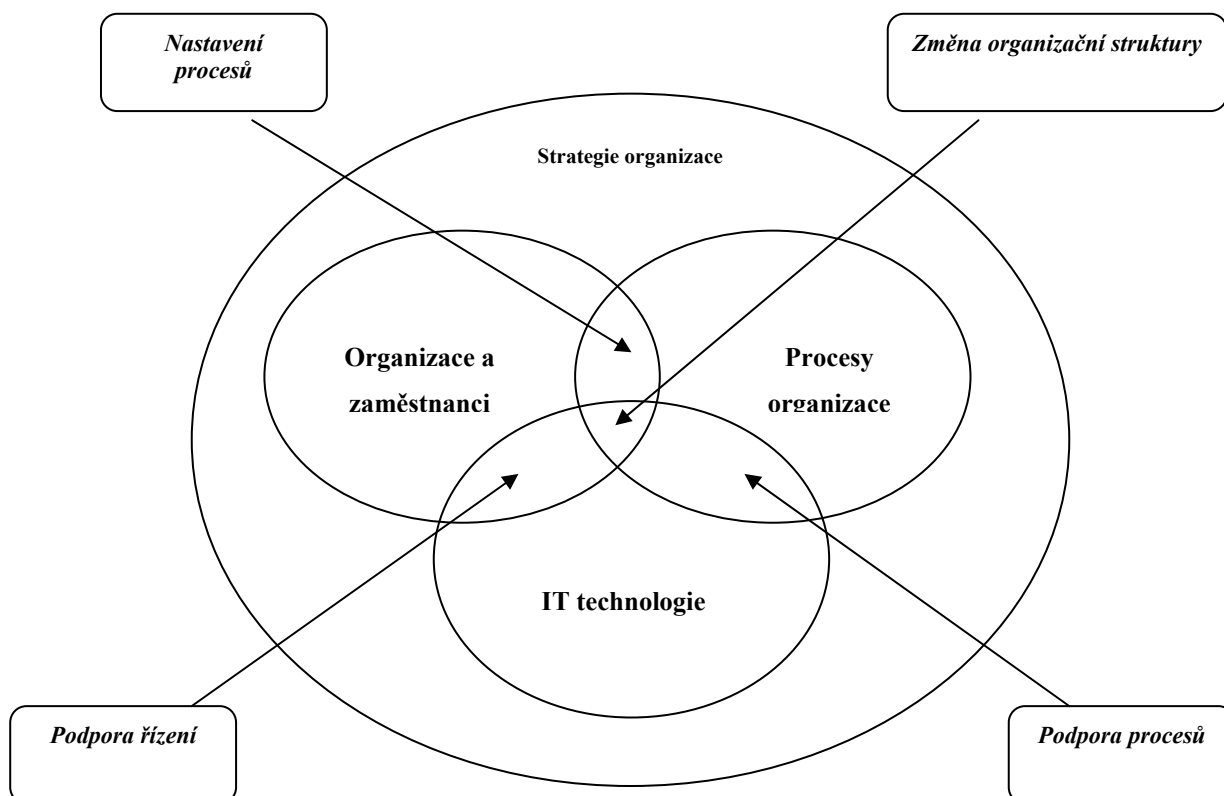 Nastavení
procesů
Změna organizační struktury
Strategie organizace
Organizace a
zaměstnanci
Procesy
organizace
IT technologie
Podpora řízení
Podpora procesů